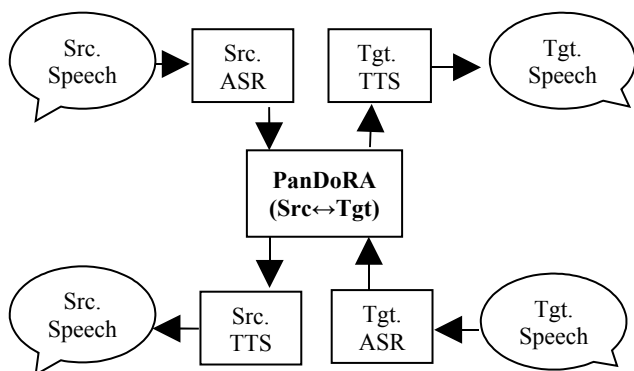 Src.
Speech
Src.
ASR
Tgt.
TTS
Tgt.
Speech
PanDoRA
(Src↔Tgt)
Src.
Speech
Src.
TTS
Tgt.
ASR
Tgt.
Speech